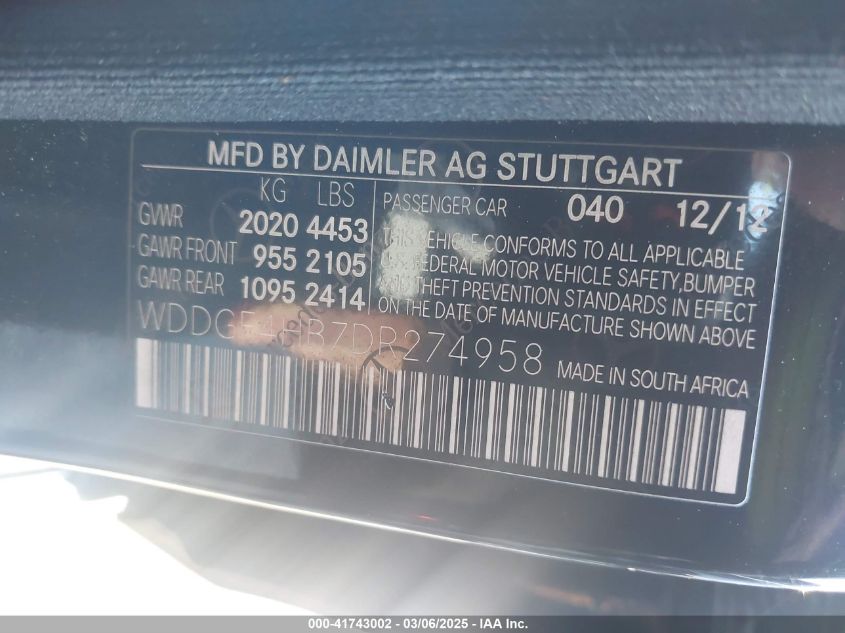 MFD BY DAIMLER AG STUTTGART
KG LBS
GVWR 2020 4453
GAWR FRONT 955 2105
GAWR REAR 1095 2414
PASSENGER CAR 040 12/12
THIS VEHICLE CONFORMS TO ALL APPLICABLE
FEDERAL MOTOR VEHICLE SAFETY,BUMPER
THEFT PREVENTION STANDARDS IN EFFECT
ON THE DATE OF MANUFACTURE SHOWN ABOVE
MADE IN SOUTH AFRICA
000-41743002 - 03/06/2025 - IAA Inc.